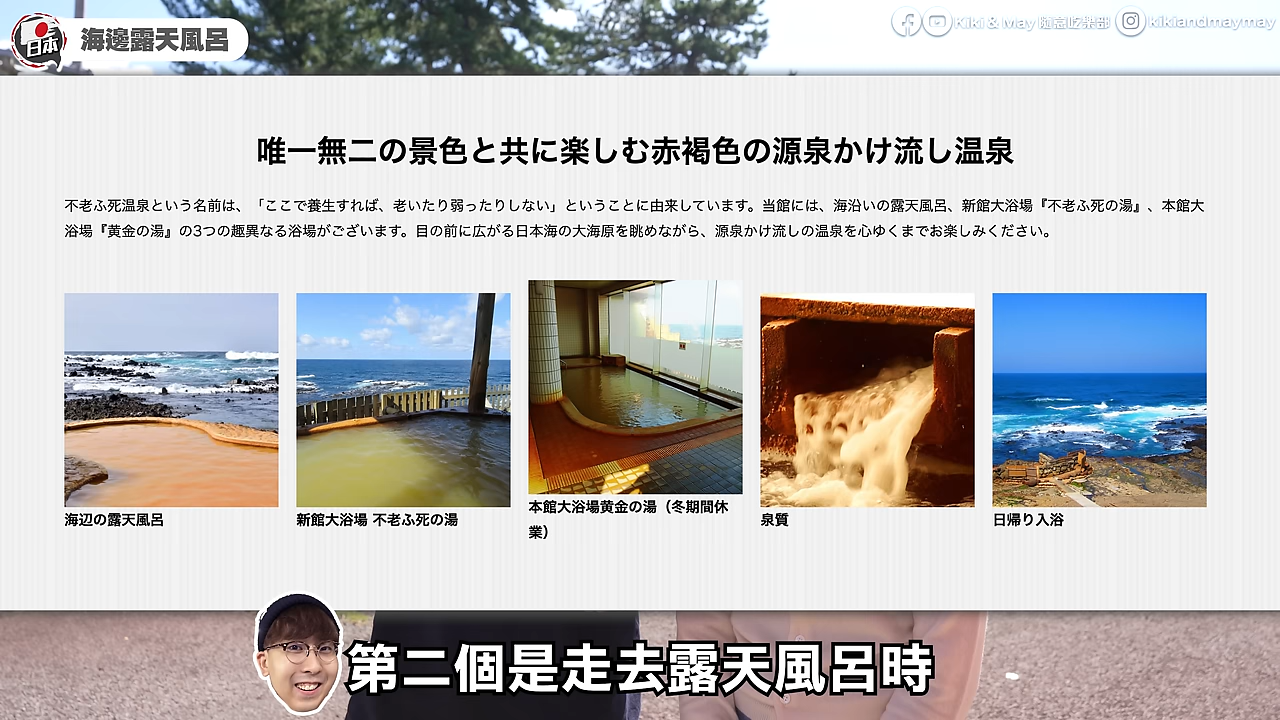 日本
海邊露天風呂
Kiki & May 隨意吃樂部
kikiandmaymay
唯一無二の景色と共に楽しむ赤褐色の源泉かけ流し温泉
不老ふ死温泉という名前は、「ここで養生すれば、老いたり弱ったりしない」ということに由来しています。当館には、海沿いの露天風呂、新館大浴場『不老ふ死の湯』、本館大
浴場『黄金の湯』の3つの趣異なる浴場がございます。目の前に広がる日本海の大海原を眺めながら、源泉かけ流しの温泉を心ゆくまでお楽しみください。
海辺の露天風呂
新館大浴場 不老ふ死の湯
本館大浴場黄金の湯（冬期間休
業）
泉質
日帰り入浴
第二個是走去露天風呂時